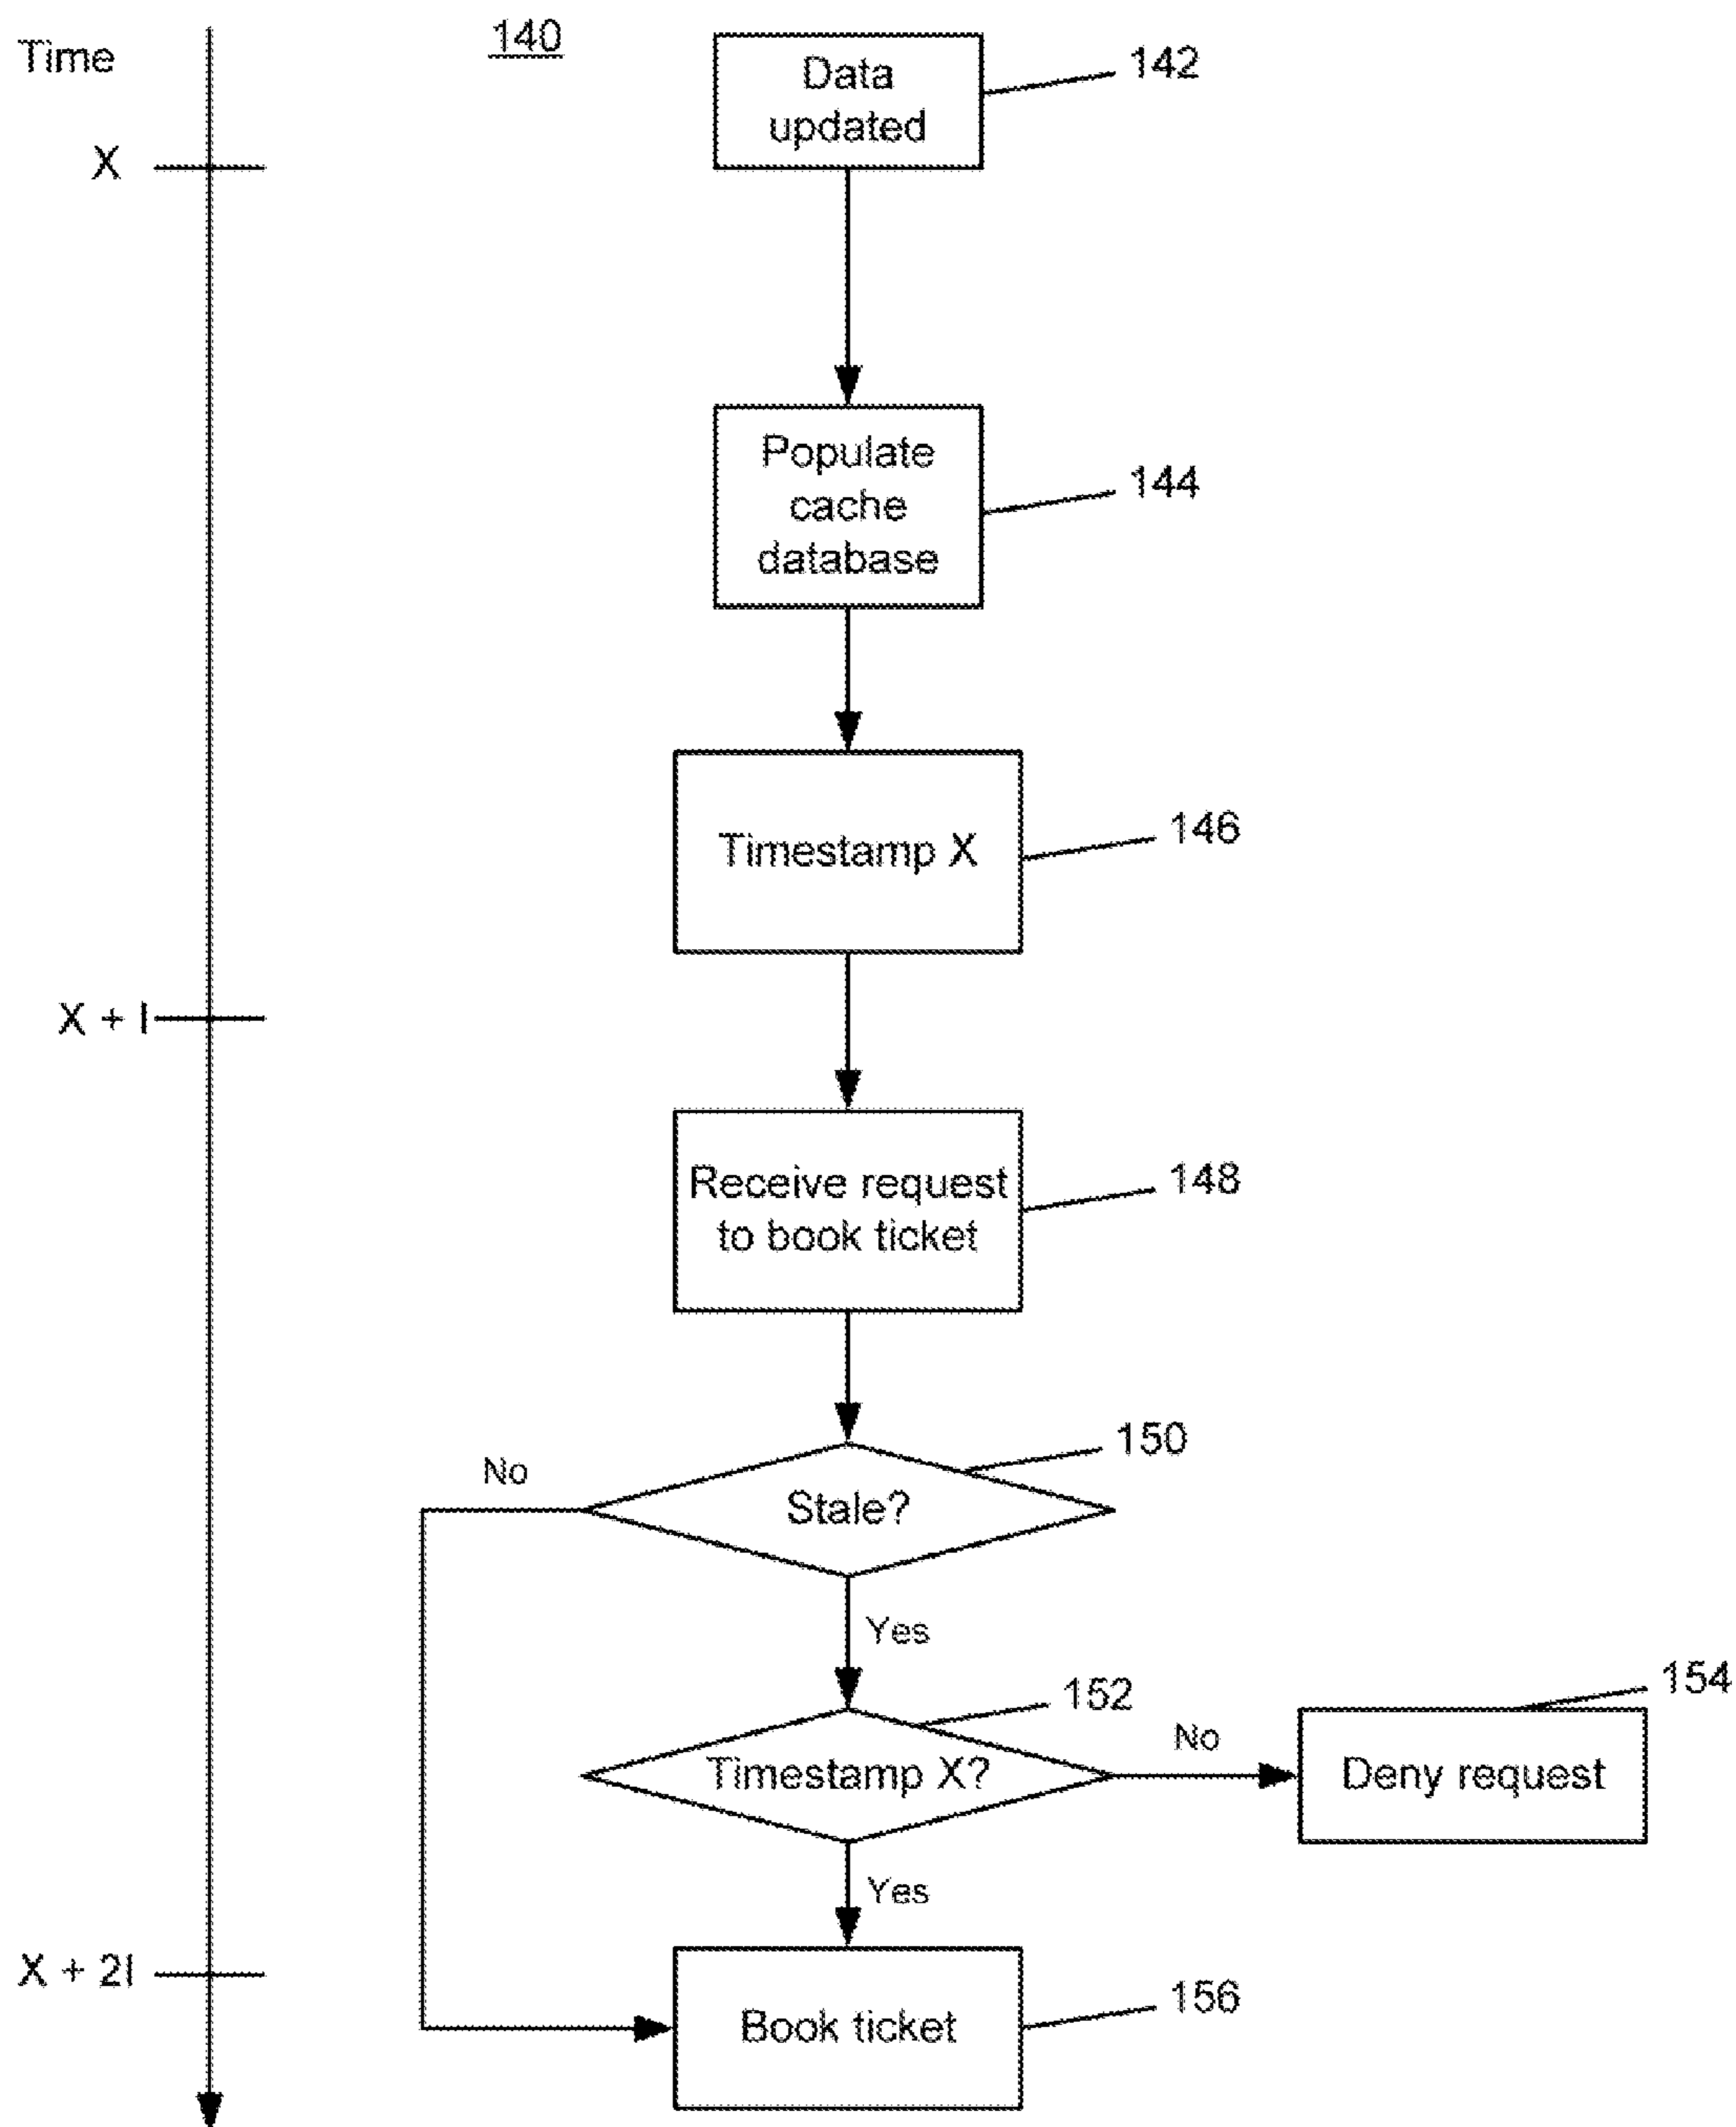 Time
140
Data
updated
142
X
Populate
cache
database
144
Timestamp X
146
X + I
Receive request
to book ticket
148
150
No
Stale?
Yes
152
154
Timestamp X?
No
Deny request
Yes
X + 2I
Book ticket
156